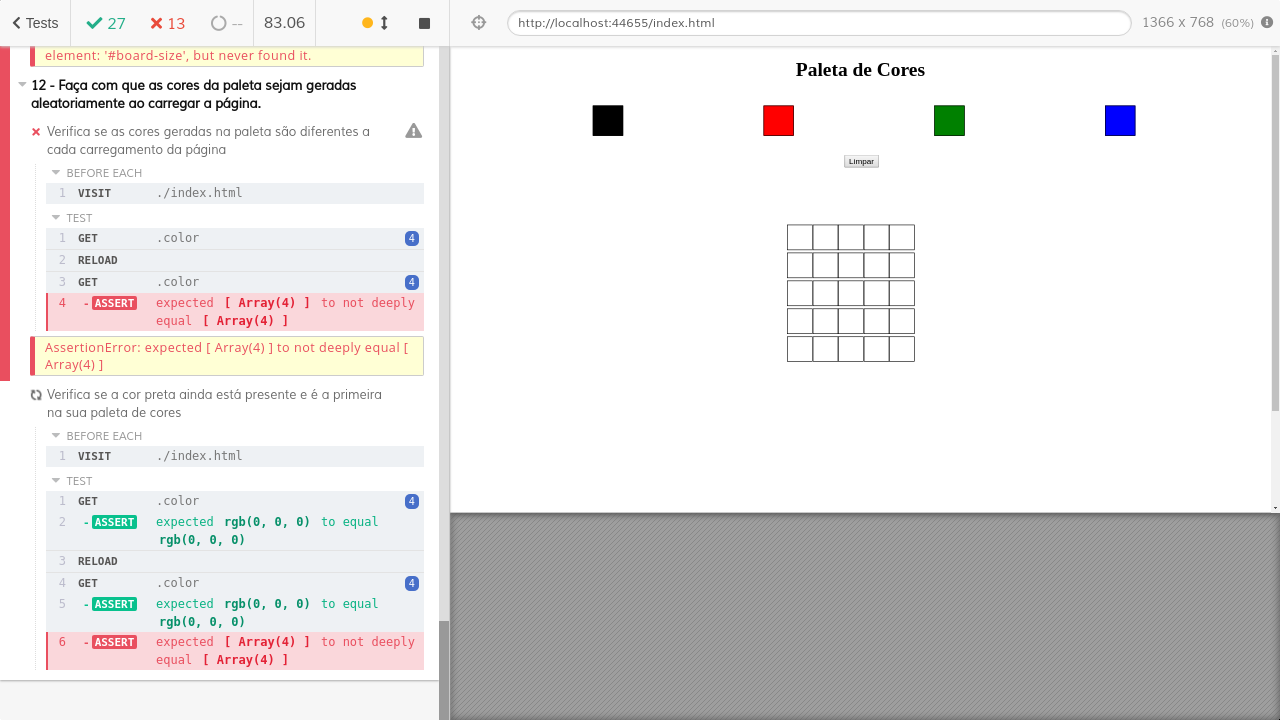 Tests
27
13
--
83.06
http://localhost:44655/index.html
1366 x 768 (60%)
element: '#board-size', but never found it.
12 - Faça com que as cores da paleta sejam geradas
aleatoriamente ao carregar a página.
Verifica se as cores geradas na paleta são diferentes a
cada carregamento da página
BEFORE EACH
1 VISIT ./index.html
TEST
1 GET .color 4
2 RELOAD
3 GET .color 4
4 - ASSERT expected [ Array(4) ] to not deeply
equal [ Array(4) ]
AssertionError: expected [ Array(4) ] to not deeply equal [
Array(4) ]
Verifica se a cor preta ainda está presente e é a primeira
na sua paleta de cores
BEFORE EACH
1 VISIT ./index.html
TEST
1 GET .color 4
2 - ASSERT expected rgb(0, 0, 0) to equal
rgb(0, 0, 0)
3 RELOAD
4 GET .color 4
5 - ASSERT expected rgb(0, 0, 0) to equal
rgb(0, 0, 0)
6 - ASSERT expected [ Array(4) ] to not deeply
equal [ Array(4) ]
Paleta de Cores
Limpar